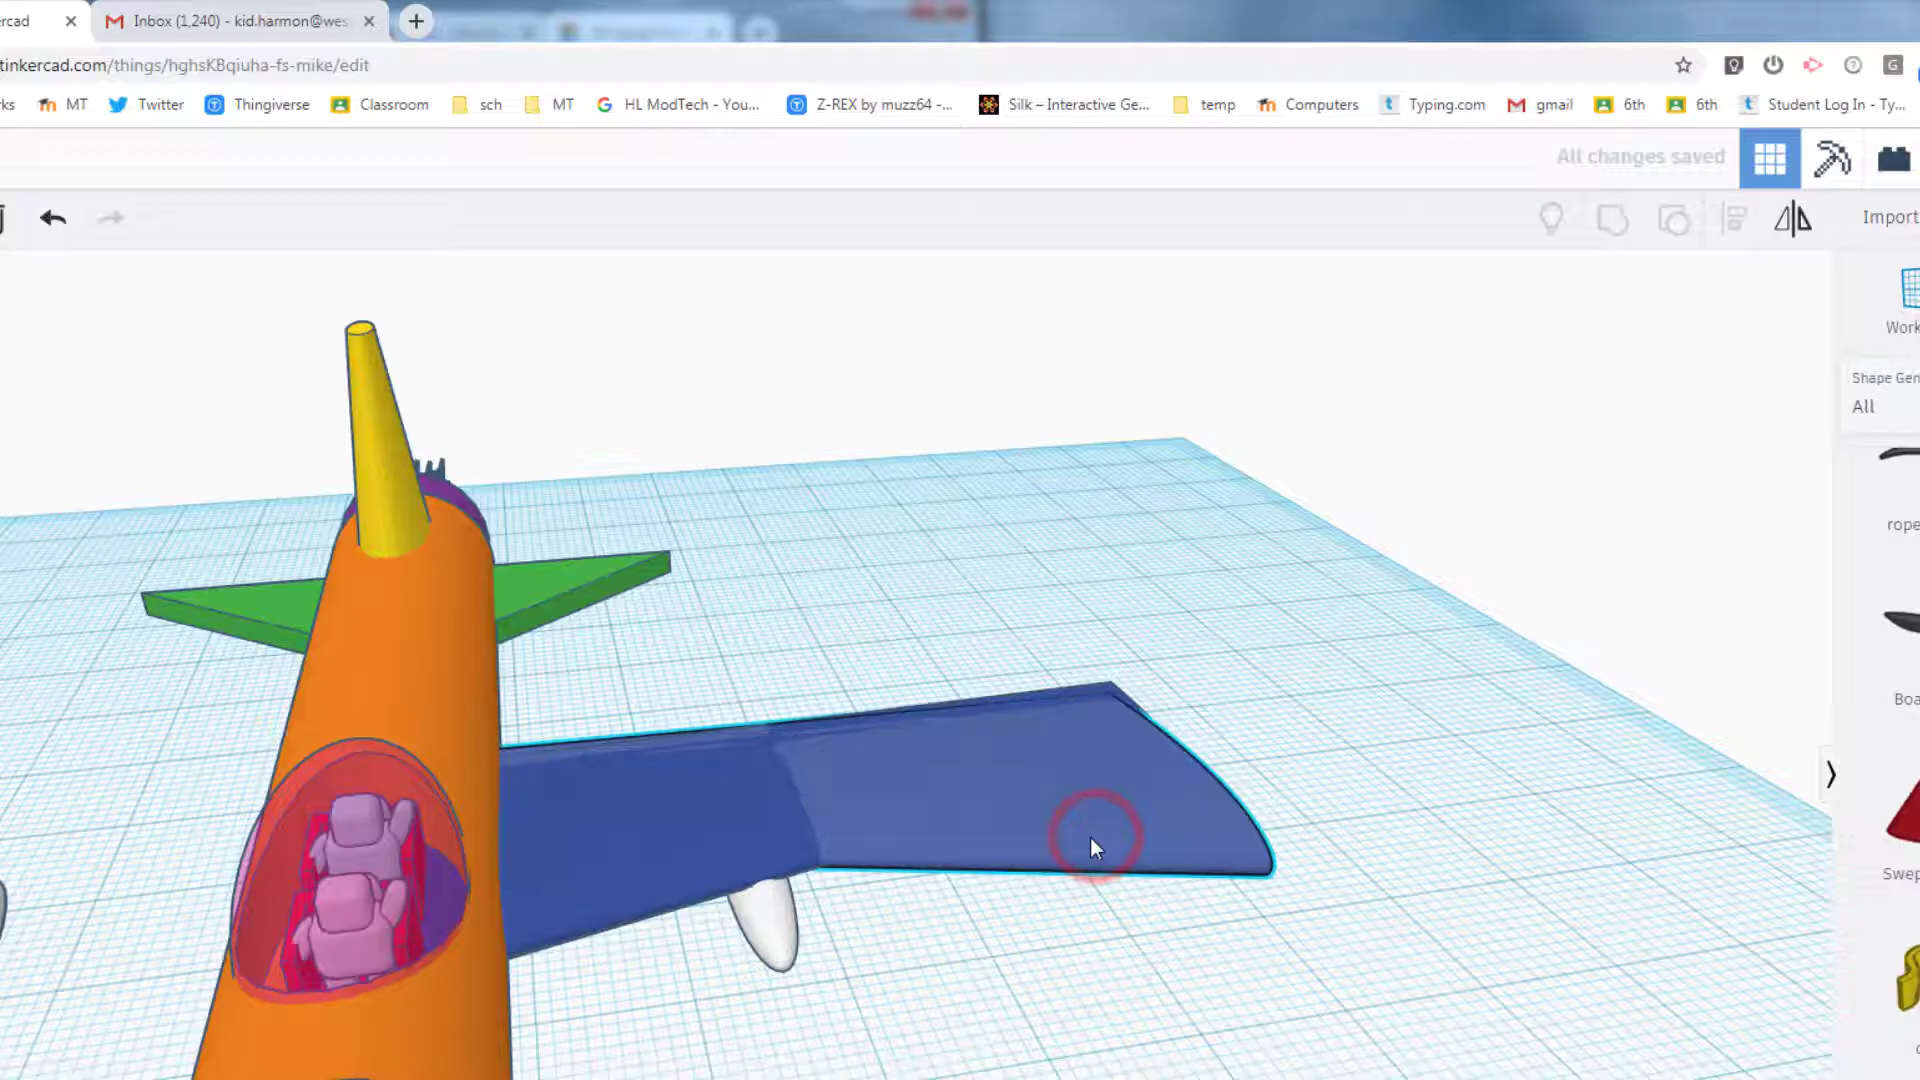 rcad
Inbox (1,240) - kid.harmon@wes
tinkercad.com/things/hghsKBqiuha-fs-mike/edit
ks MT Twitter Thingiverse Classroom sch MT HL ModTech - You... Z-REX by muzz64 -... Silk – Interactive Ge... temp Computers Typing.com gmail 6th 6th Student Log In - Ty...
All changes saved
Import
Work
Shape Gen
All
rope
Boa
Swep